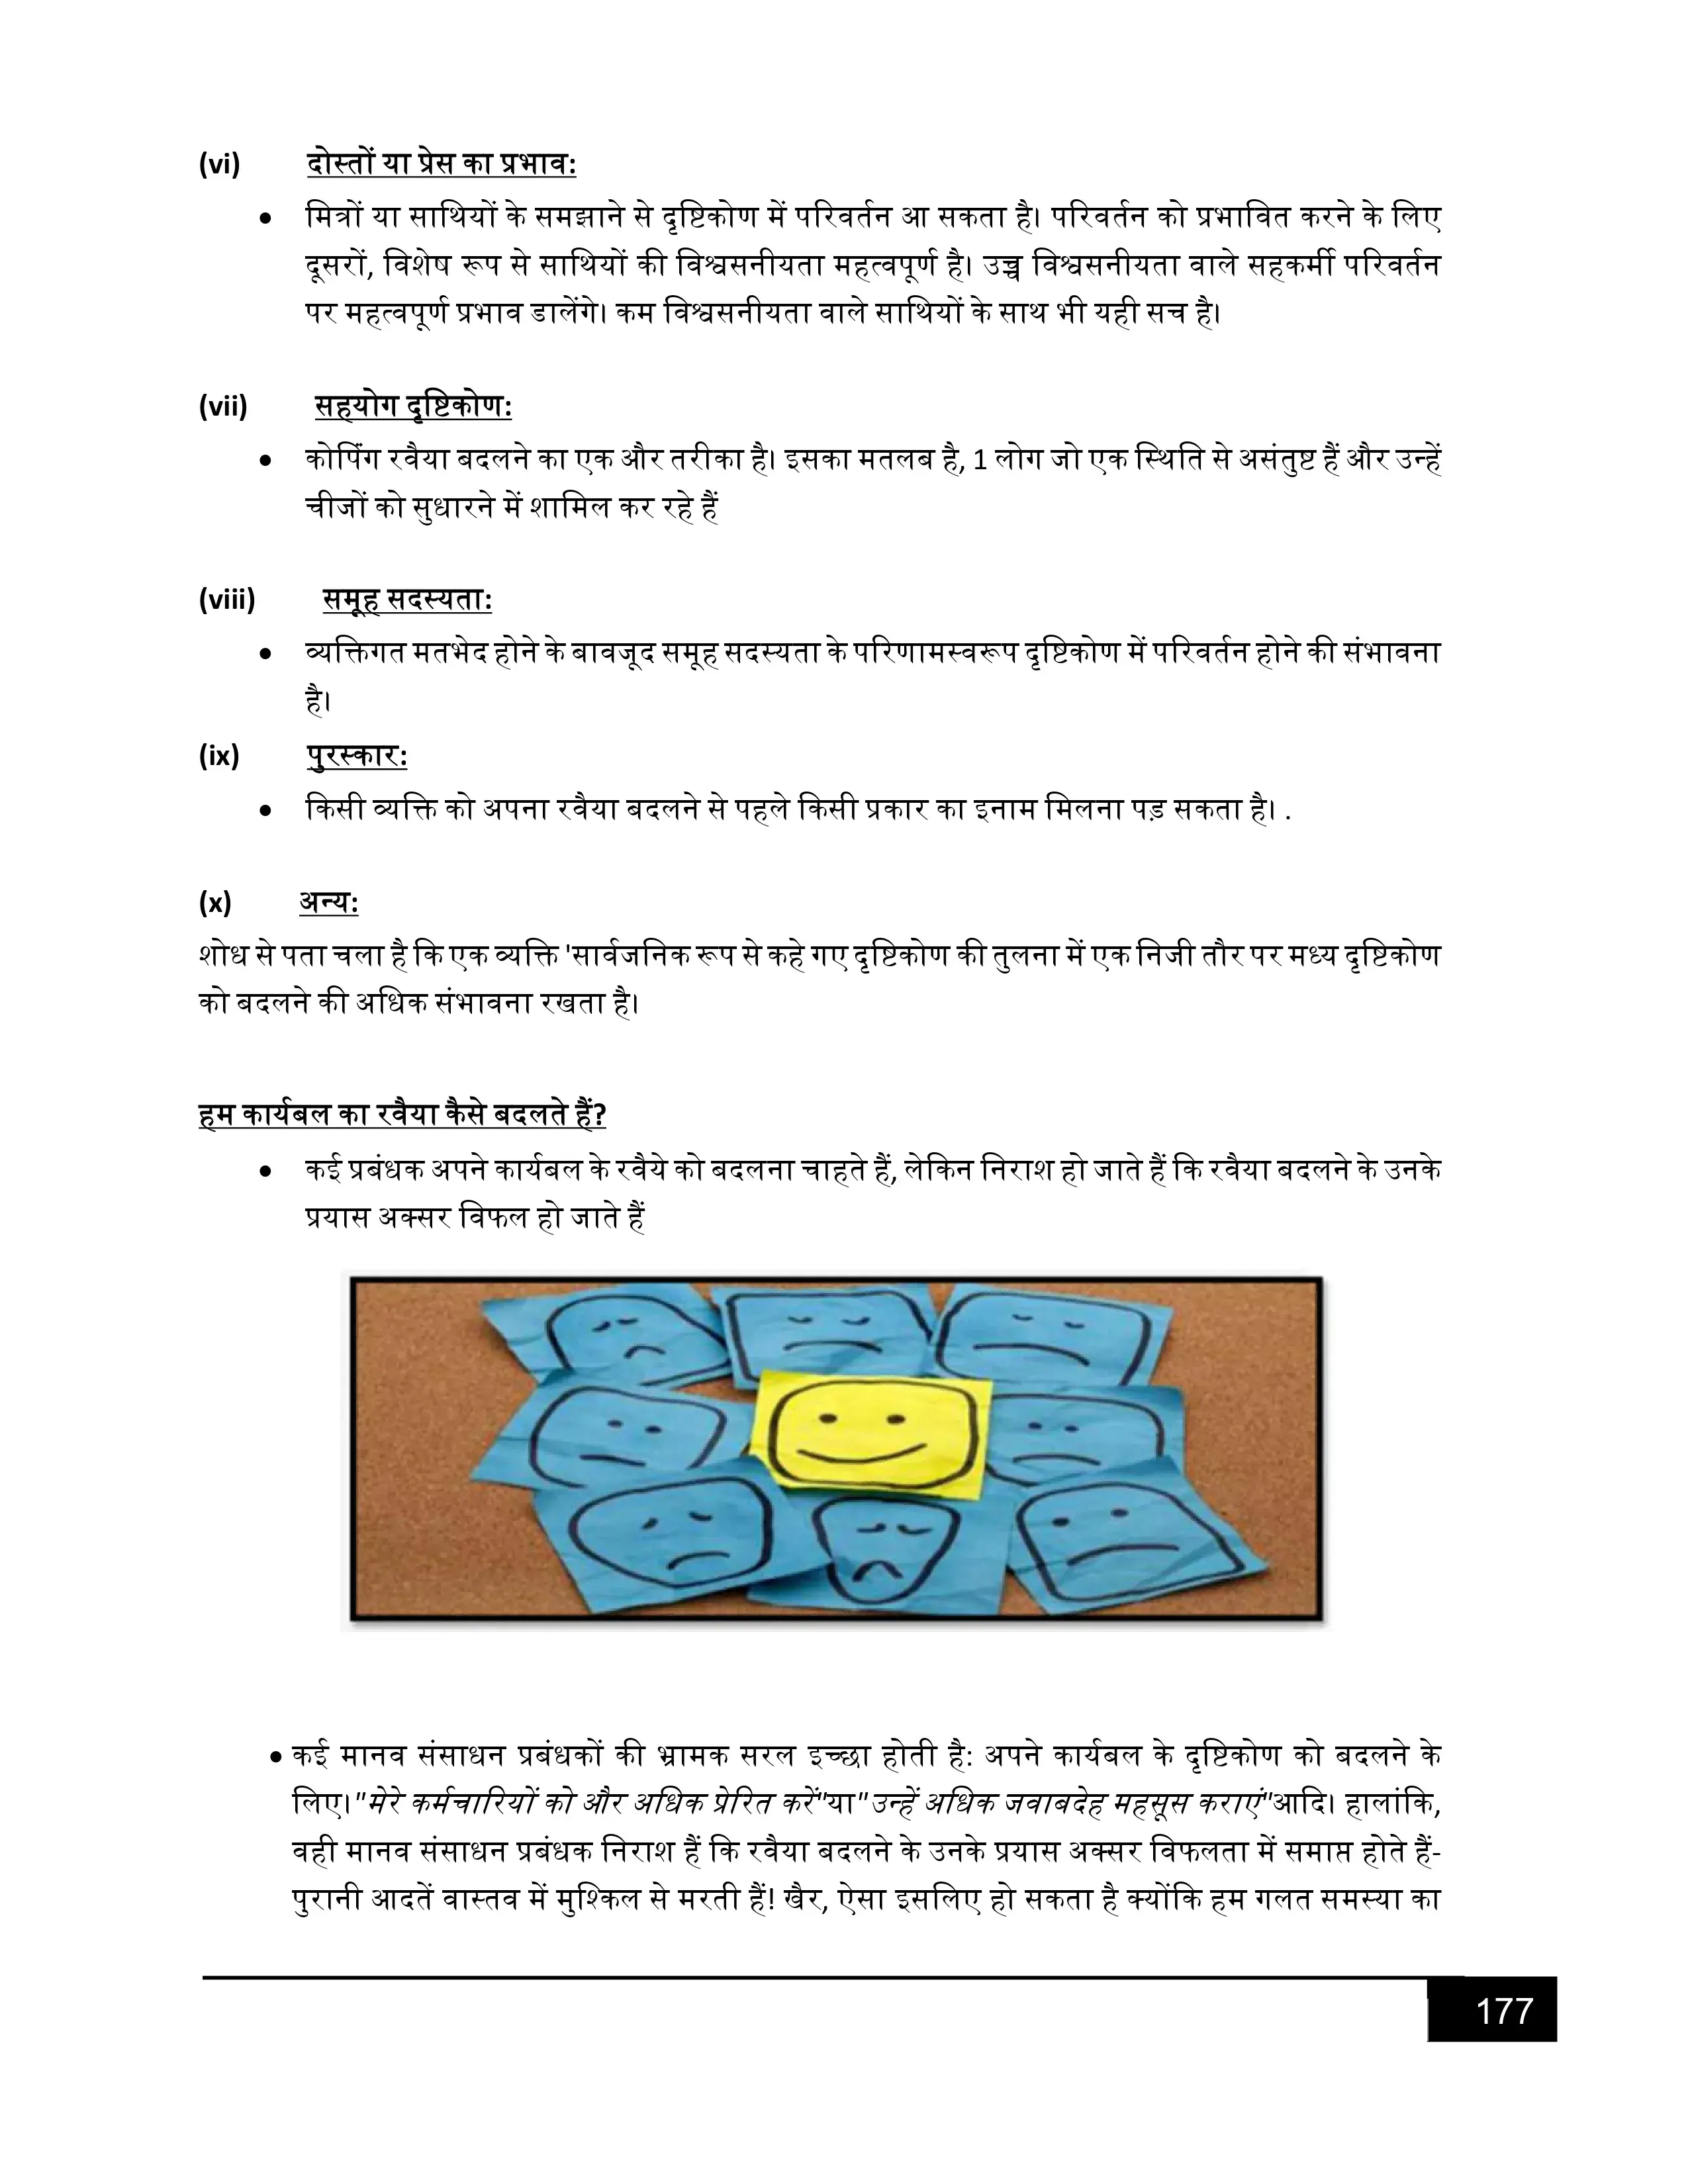 (vi) दोस्तों या प्रेस का प्रभाव:
• मित्रों या साथियों के समझाने से दृष्टिकोण में परिवर्तन आ सकता है। परिवर्तन को प्रभावित करने के लिए
दूसरों, विशेष रूप से साथियों की विश्वसनीयता महत्वपूर्ण है। उच्च विश्वसनीयता वाले सहकर्मी परिवर्तन
पर महत्वपूर्ण प्रभाव डालेंगे। कम विश्वसनीयता वाले साथियों के साथ भी यही सच है।
(vii) सहयोग दृष्टिकोण:
• कोपिंग रवैया बदलने का एक और तरीका है। इसका मतलब है, 1 लोग जो एक स्थिति से असंतुष्ट हैं और उन्हें
चीजों को सुधारने में शामिल कर रहे हैं
(viii) समूह सदस्यता:
• व्यक्तिगत मतभेद होने के बावजूद समूह सदस्यता के परिणामस्वरूप दृष्टिकोण में परिवर्तन होने की संभावना
है।
(ix) पुरस्कार:
• किसी व्यक्ति को अपना रवैया बदलने से पहले किसी प्रकार का इनाम मिलना पड़ सकता है। .
(x) अन्य:
शोध से पता चला है कि एक व्यक्ति 'सार्वजनिक रूप से कहे गए दृष्टिकोण की तुलना में एक निजी तौर पर मध्य दृष्टिकोण
को बदलने की अधिक संभावना रखता है।
हम कार्यबल का रवैया कैसे बदलते हैं?
• कई प्रबंधक अपने कार्यबल के रवैये को बदलना चाहते हैं, लेकिन निराश हो जाते हैं कि रवैया बदलने के उनके
प्रयास अक्सर विफल हो जाते हैं
• कई मानव संसाधन प्रबंधकों की भ्रामक सरल इच्छा होती है: अपने कार्यबल के दृष्टिकोण को बदलने के
लिए।"मेरे कर्मचारियों को और अधिक प्रेरित करें"या"उन्हें अधिक जवाबदेह महसूस कराएं"आदि। हालांकि,
वही मानव संसाधन प्रबंधक निराश हैं कि रवैया बदलने के उनके प्रयास अक्सर विफलता में समाप्त होते हैं-
पुरानी आदतें वास्तव में मुश्किल से मरती हैं! खैर, ऐसा इसलिए हो सकता है क्योंकि हम गलत समस्या का
177